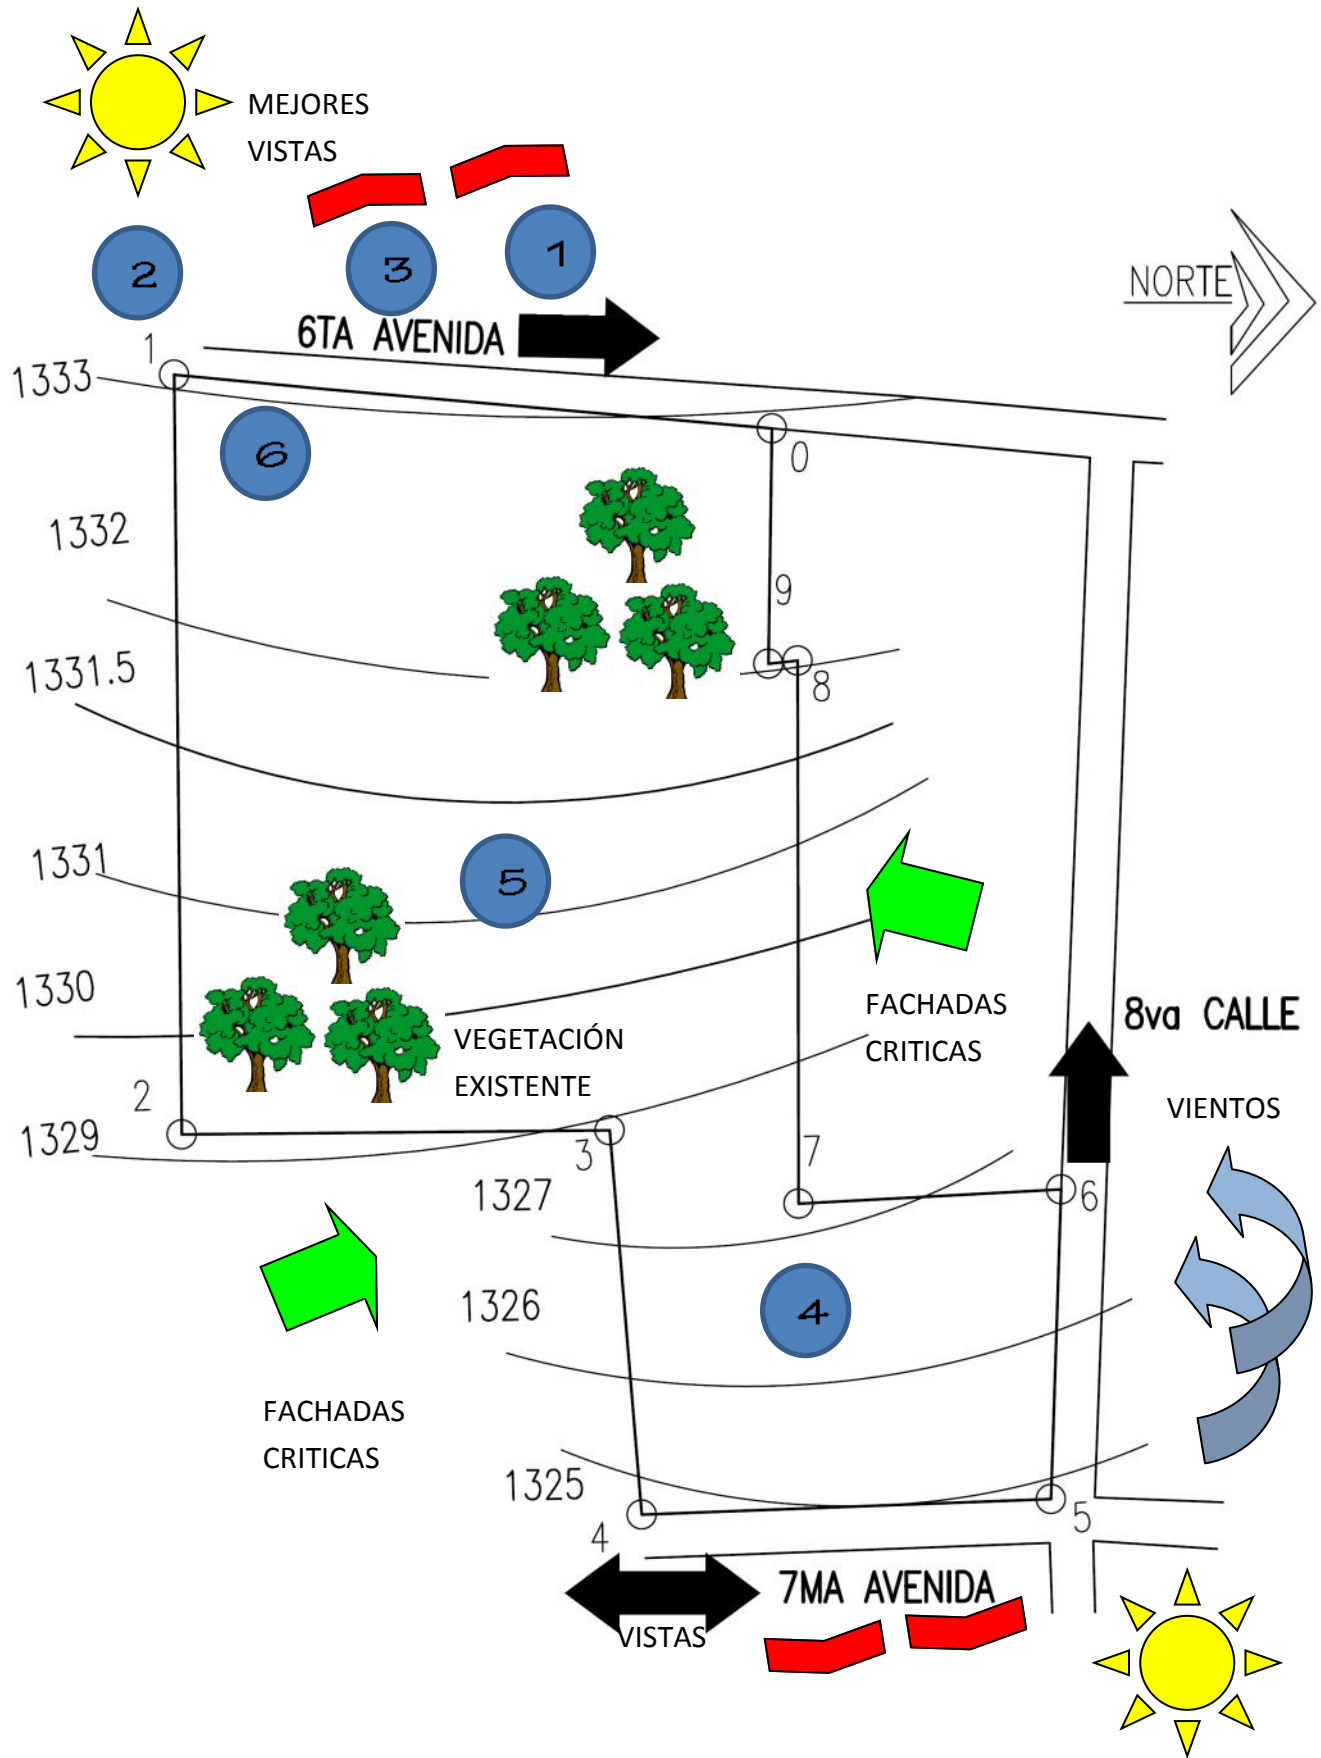 MEJORES
VISTAS
2
3
1
NORTE
6TA AVENIDA
1
1333
6
0
1332
9
1331.5
8
1331
5
1330
FACHADAS
CRITICAS
8va CALLE
VEGETACIÓN
EXISTENTE
2
VIENTOS
1329
3
7
1327
6
1326
4
FACHADAS
CRITICAS
1325
4
5
7MA AVENIDA
VISTAS